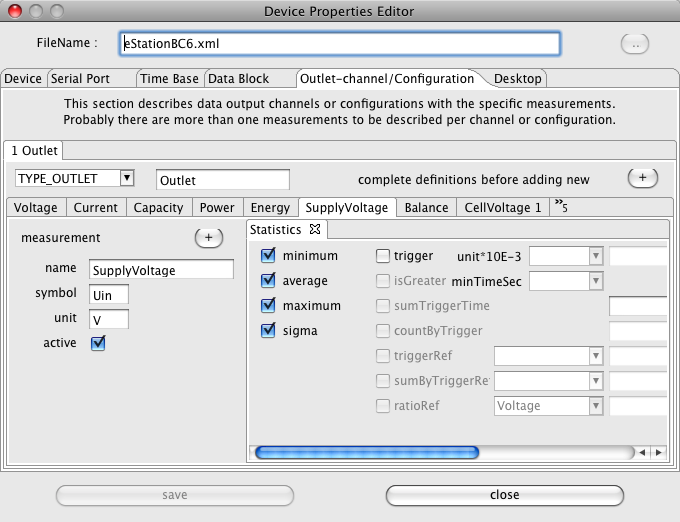 Device Properties Editor
FileName :
eStationBC6.xml
..
Device
Serial Port
Time Base
Data Block
Outlet-channel/Configuration
Desktop
This section describes data output channels or configurations with the specific measurements.
Probably there are more than one measurements to be described per channel or configuration.
1 Outlet
TYPE_OUTLET
Outlet
complete definitions before adding new
+
Voltage
Current
Capacity
Power
Energy
SupplyVoltage
Balance
CellVoltage 1
»5
measurement
+
name
SupplyVoltage
symbol
Uin
unit
V
active
Statistics
minimum
trigger
unit*10E-3
average
isGreater
minTimeSec
maximum
sumTriggerTime
sigma
countByTrigger
triggerRef
sumByTriggerRe
ratioRef
Voltage
save
close